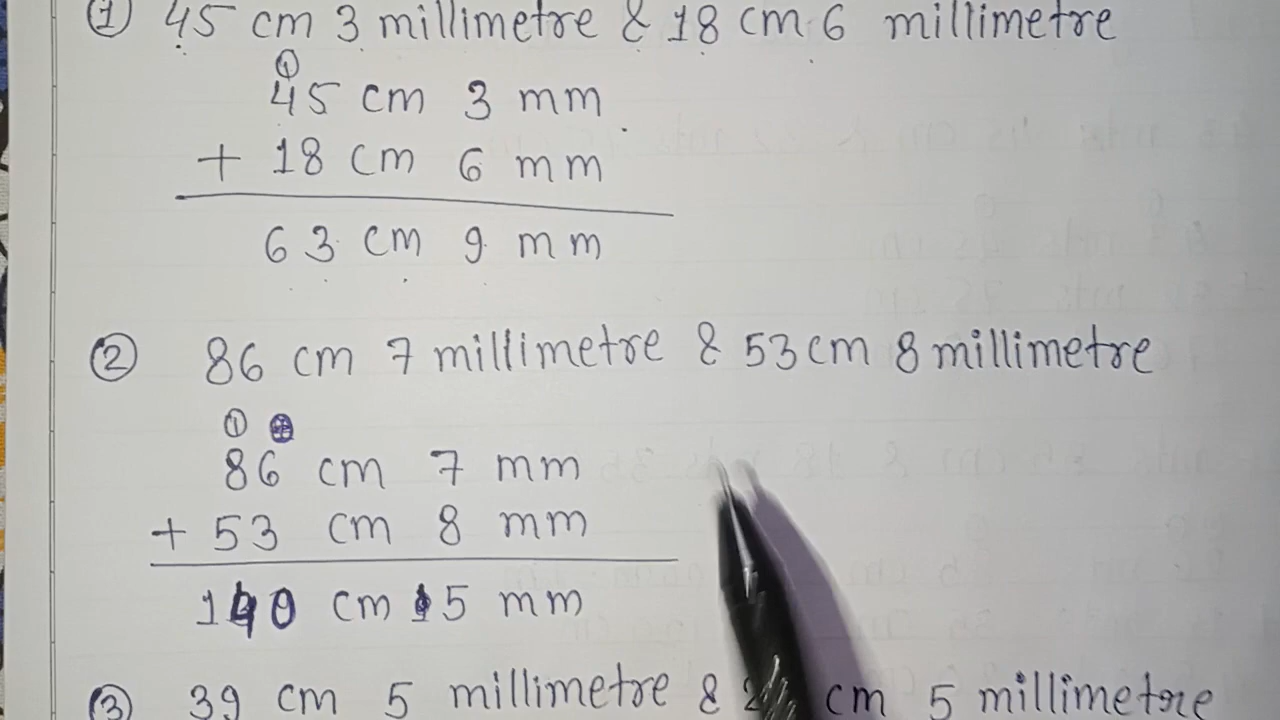 ① 45 cm 3 millimetre & 18 cm 6 millimetre
①
45 cm 3 mm
+ 18 cm 6 mm
63 cm 9 mm
② 86 cm 7 millimetre & 53 cm 8 millimetre
①
86 cm 7 mm
+ 53 cm 8 mm
140 cm 5 mm
③ 39 cm 5 millimetre & cm 5 millimetre